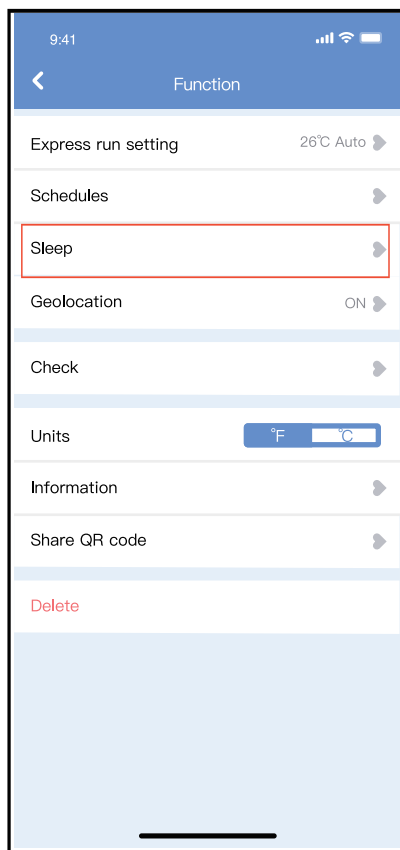 9:41
Function
Express run setting 26℃ Auto
Schedules
Sleep
Geolocation ON
Check
Units ℉ ℃
Information
Share QR code
Delete